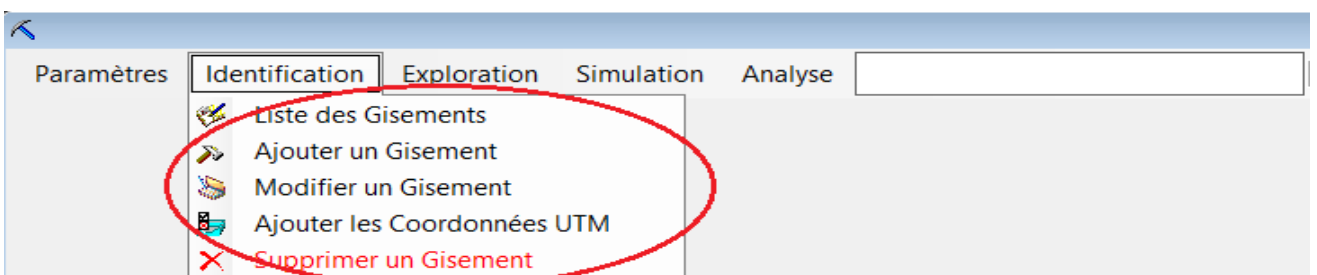 Paramètres Identification Exploration Simulation Analyse
Liste des Gisements
Ajouter un Gisement
Modifier un Gisement
Ajouter les Coordonnées UTM
Supprimer un Gisement